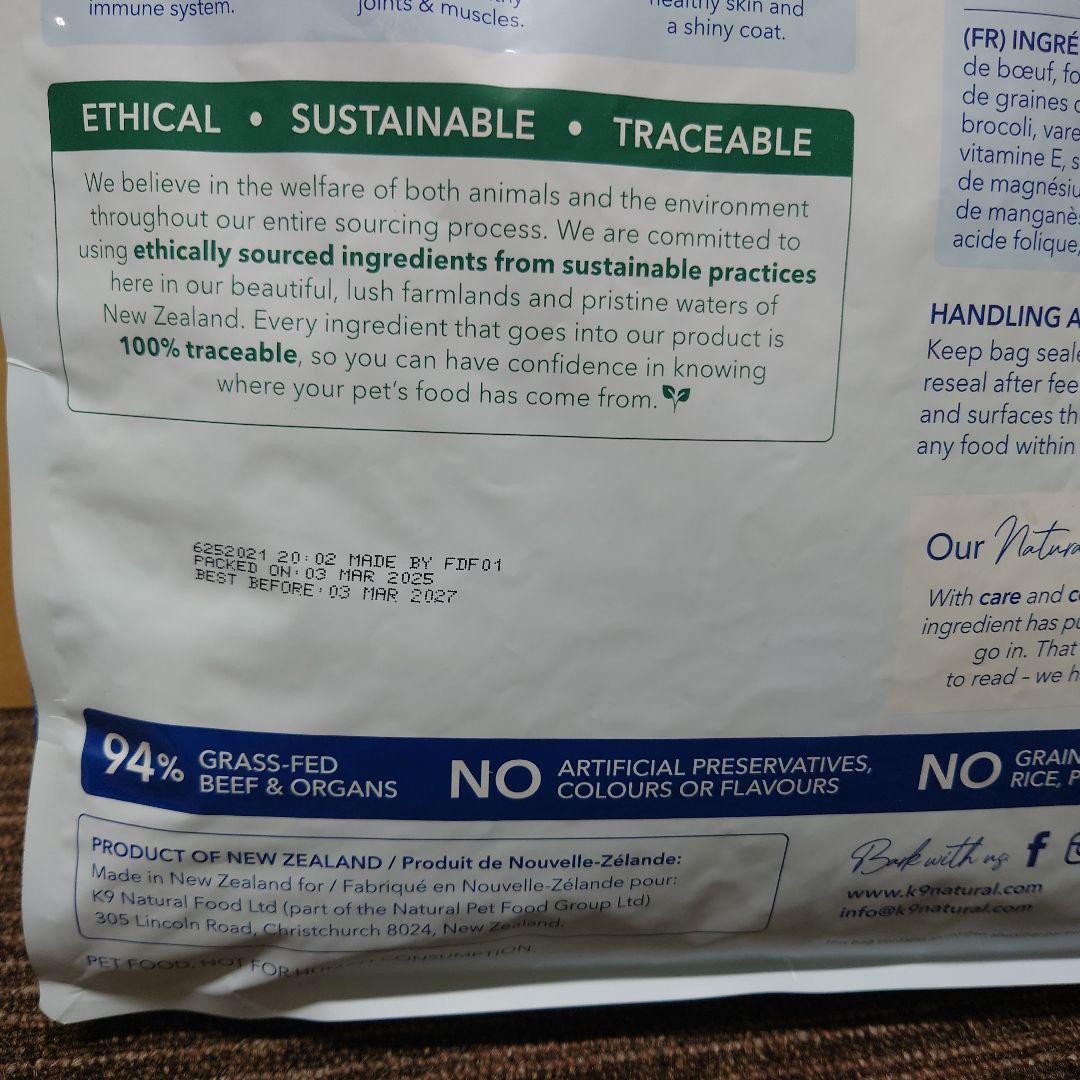 immune system.
joints & muscles.
healthy skin and
a shiny coat.
ETHICAL • SUSTAINABLE • TRACEABLE
We believe in the welfare of both animals and the environment
throughout our entire sourcing process. We are committed to
using ethically sourced ingredients from sustainable practices
here in our beautiful, lush farmlands and pristine waters of
New Zealand. Every ingredient that goes into our product is
100% traceable, so you can have confidence in knowing
where your pet's food has come from.
6252021 20:02 MADE BY FDF01
PACKED ON:03 MAR 2025
BEST BEFORE:03 MAR 2027
(FR) INGRÉ
de bœuf, fo
de graines
brocoli, vare
vitamine E, s
de magnésiu
de manganès
acide folique,
HANDLING A
Keep bag seale
reseal after fee
and surfaces th
any food within
Our Natura
With care and c
ingredient has pu
go in. That
to read - we h
94% GRASS-FED
BEEF & ORGANS
NO ARTIFICIAL PRESERVATIVES,
COLOURS OR FLAVOURS
NO GRAIN
RICE, P
PRODUCT OF NEW ZEALAND / Produit de Nouvelle-Zélande:
Made in New Zealand for / Fabriqué en Nouvelle-Zélande pour:
K9 Natural Food Ltd (part of the Natural Pet Food Group Ltd)
305 Lincoln Road, Christchurch 8024, New Zealand.
PET FOOD. NOT FOR HUMAN CONSUMPTION.
Bark with us:
www.k9natural.com
info@k9natural.com